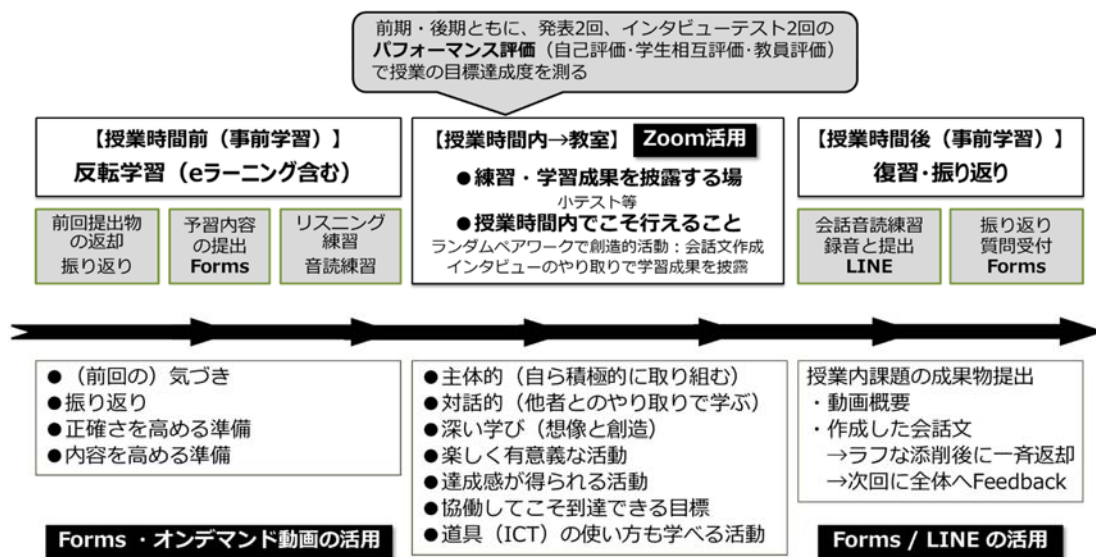 前期・後期ともに、発表2回、インタビューテスト2回の
パフォーマンス評価（自己評価・学生相互評価・教員評価）
で授業の目標達成度を測る
【授業時間前（事前学習）】
反転学習（eラーニング含む）
前回提出物
の返却
振り返り
予習内容
の提出
Forms
リスニング
練習
音読練習
【授業時間内→教室】
Zoom活用
●練習・学習成果を披露する場
小テスト等
●授業時間内でこそ行えること
ランダムペアワークで創造的活動：会話文作成
インタビューのやり取りで学習成果を披露
【授業時間後（事前学習）】
復習・振り返り
会話音読練習
録音と提出
LINE
振り返り
質問受付
Forms
●（前回の）気づき
●振り返り
●正確さを高める準備
●内容を高める準備
Forms ・オンデマンド動画の活用
●主体的（自ら積極的に取り組む）
●対話的（他者とのやり取りで学ぶ）
●深い学び（想像と創造）
●楽しく有意義な活動
●達成感が得られる活動
●協働してこそ到達できる目標
●道具（ICT）の使い方も学べる活動
授業内課題の成果物提出
・動画概要
・作成した会話文
→ラフな添削後に一斉返却
→次回に全体へFeedback
Forms / LINE の活用